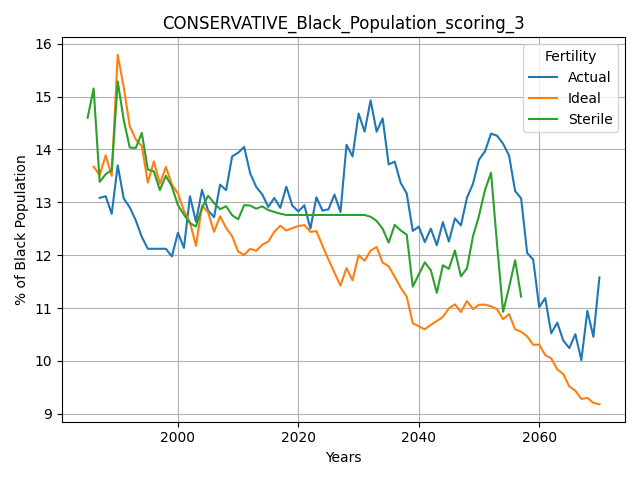 CONSERVATIVE_Black_Population_scoring_3
% of Black Population
16
15
14
13
12
11
10
9
Fertility
Actual
Ideal
Sterile
2000 2020 2040 2060
Years